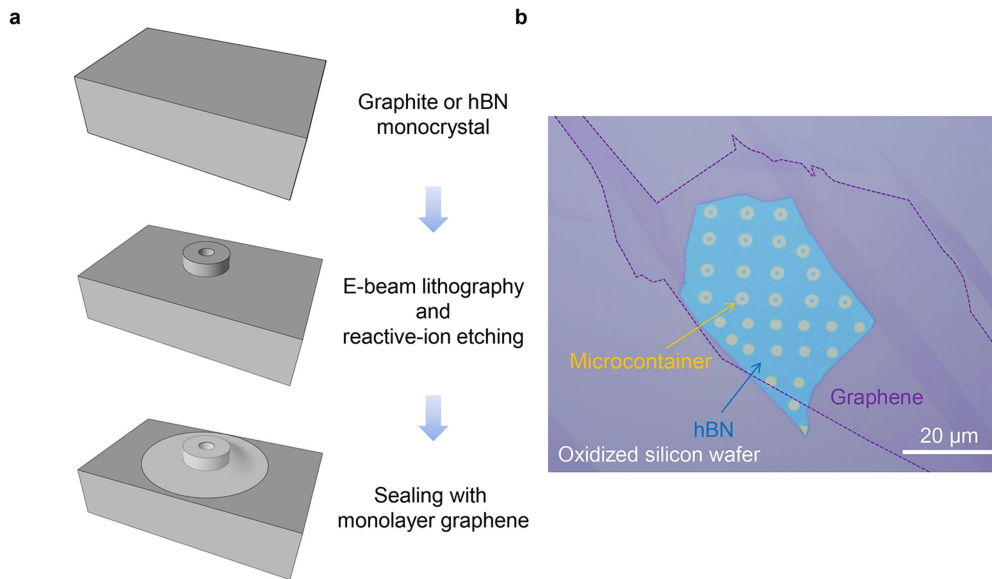 a
Graphite or hBN
monocrystal
E-beam lithography
and
reactive-ion etching
Sealing with
monolayer graphene
b
Microcontainer
hBN
Graphene
Oxidized silicon wafer
20 μm